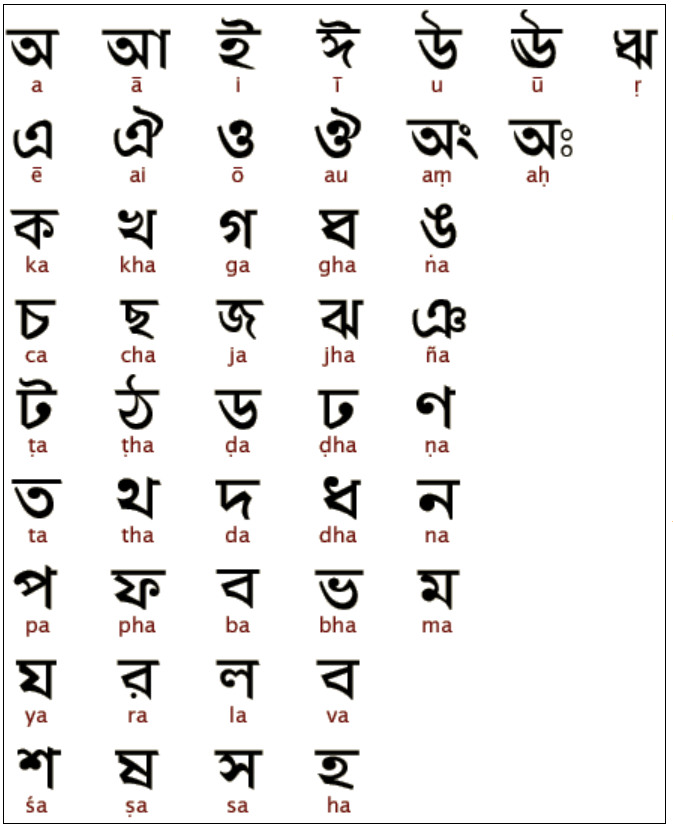 অ আ ই ঈ উ ঊ ঋ
a ā i ī u ū ṛ
এ ঐ ও ঔ অং অঃ
ē ai ō au aṃ aḥ
ক খ গ ঘ ঙ
ka kha ga gha ṅa
চ ছ জ ঝ ঞ
ca cha ja jha ña
ট ঠ ড ঢ ণ
ṭa ṭha ḍa ḍha ṇa
ত থ দ ধ ন
ta tha da dha na
প ফ ব ভ ম
pa pha ba bha ma
য র ল ব
ya ra la va
শ ষ স হ
śa ṣa sa ha